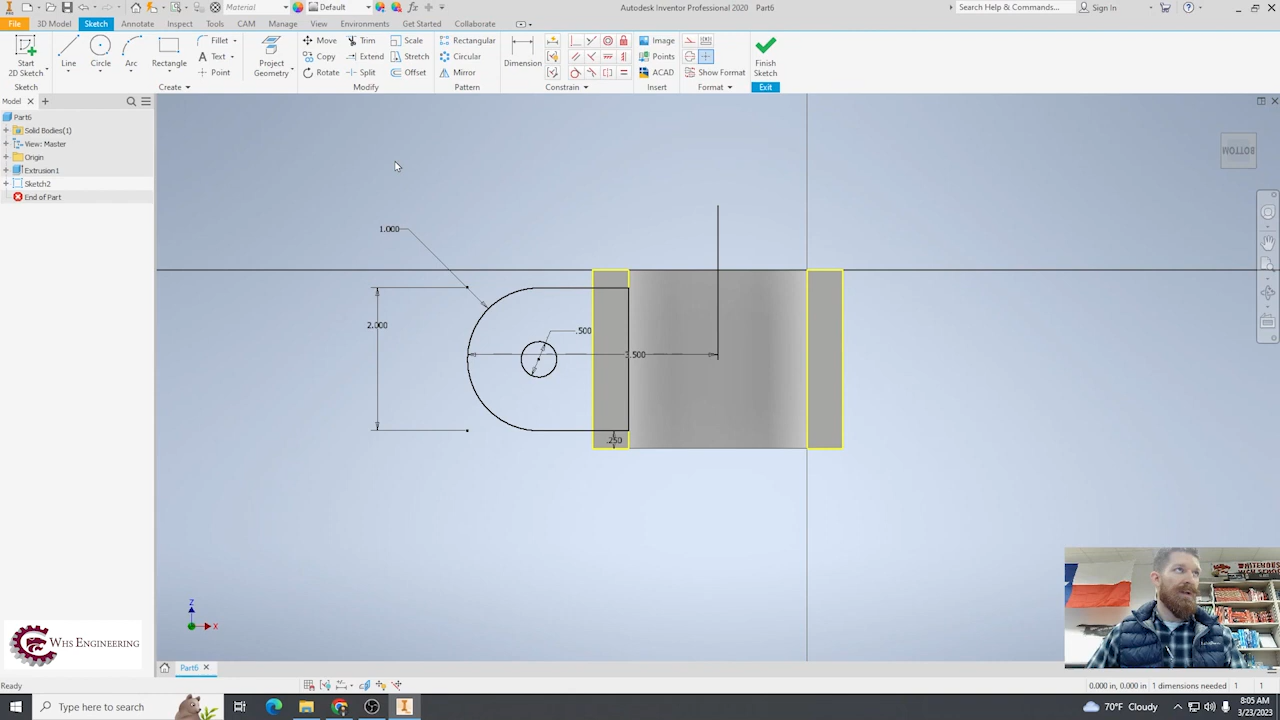 Material
Default
Autodesk Inventor Professional 2020 Part6
Search Help & Commands...
Sign In
File
3D Model
Sketch
Annotate
Inspect
Tools
CAM
Manage
View
Environments
Get Started
Collaborate
Start
2D Sketch
Line
Circle
Arc
Rectangle
Fillet
Text
Point
Project
Geometry
Move
Copy
Rotate
Trim
Extend
Split
Scale
Stretch
Offset
Rectangular
Circular
Mirror
Dimension
Image
Points
ACAD
Show Format
Finish
Sketch
Sketch
Create
Modify
Pattern
Constrain
Insert
Format
Exit
Model
Part6
Solid Bodies(1)
View: Master
Origin
Extrusion1
Sketch2
End of Part
BOTTOM
1.000
2.000
.500
3.500
.250
Z
X
WHS ENGINEERING
Part6
Ready
0.000 in, 0.000 in 1 dimensions needed 1 1
Type here to search
70°F Cloudy
8:05 AM
3/23/2023